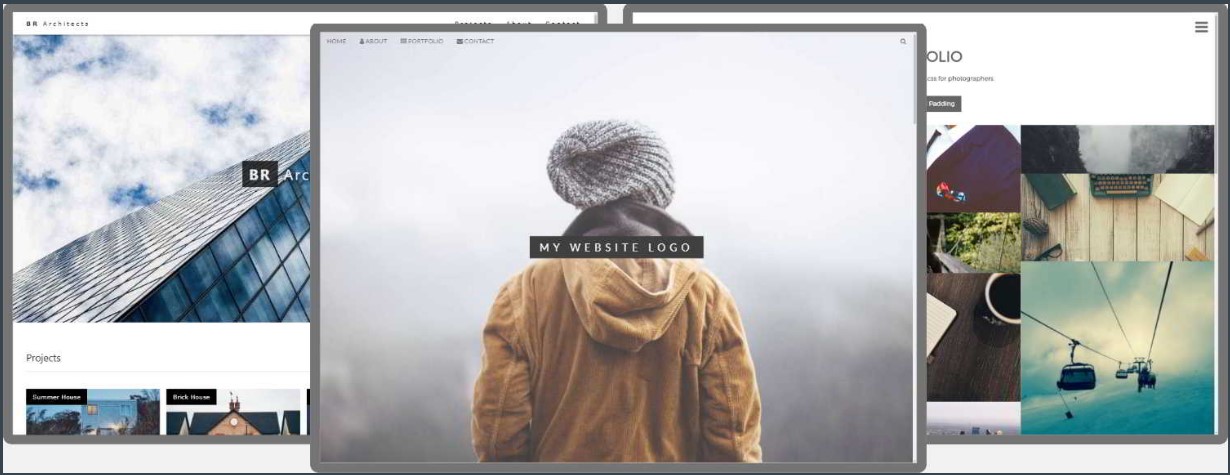 BR Architects
Projects About Contact
BR Arc
Projects
Summer House
Brick House
HOME ABOUT PORTFOLIO CONTACT
MY WEBSITE LOGO
OLIO
css for photographers
Padding